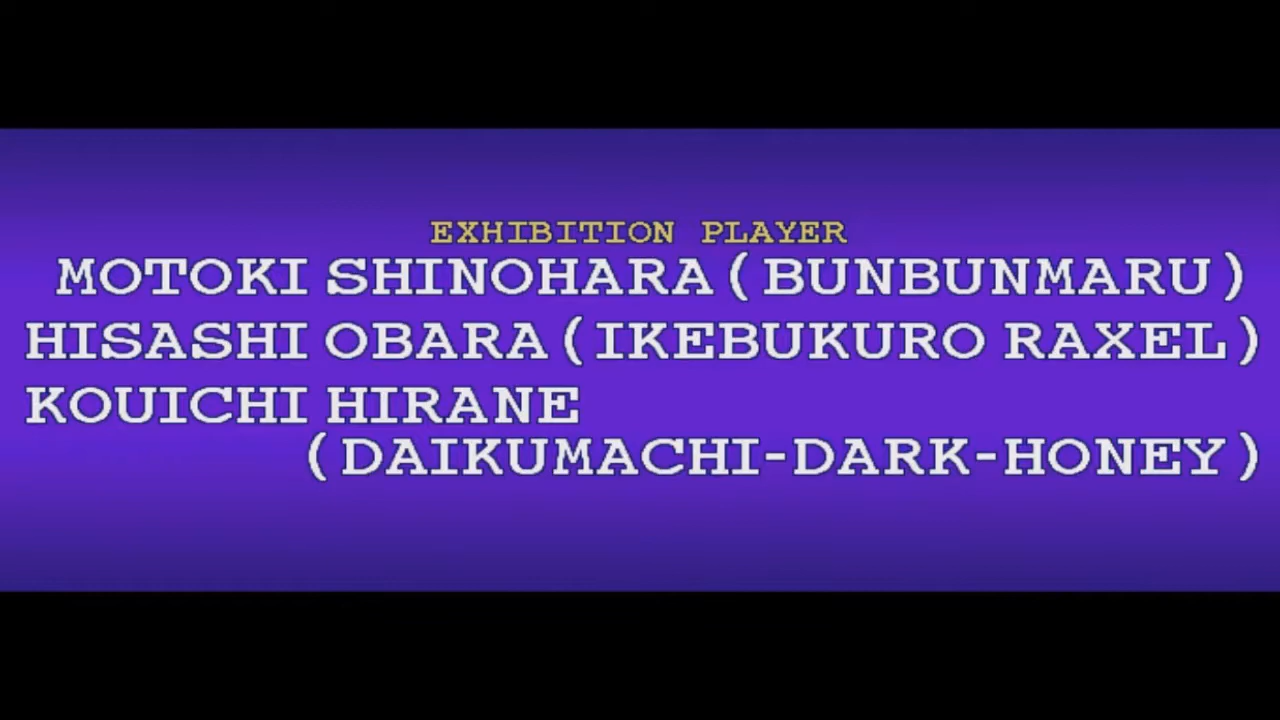 EXHIBITION PLAYER
MOTOKI SHINOHARA(BUNBUNMARU)
HISASHI OBARA(IKEBUKURO RAXEL)
KOUICHI HIRANE
(DAIKUMACHI-DARK-HONEY)